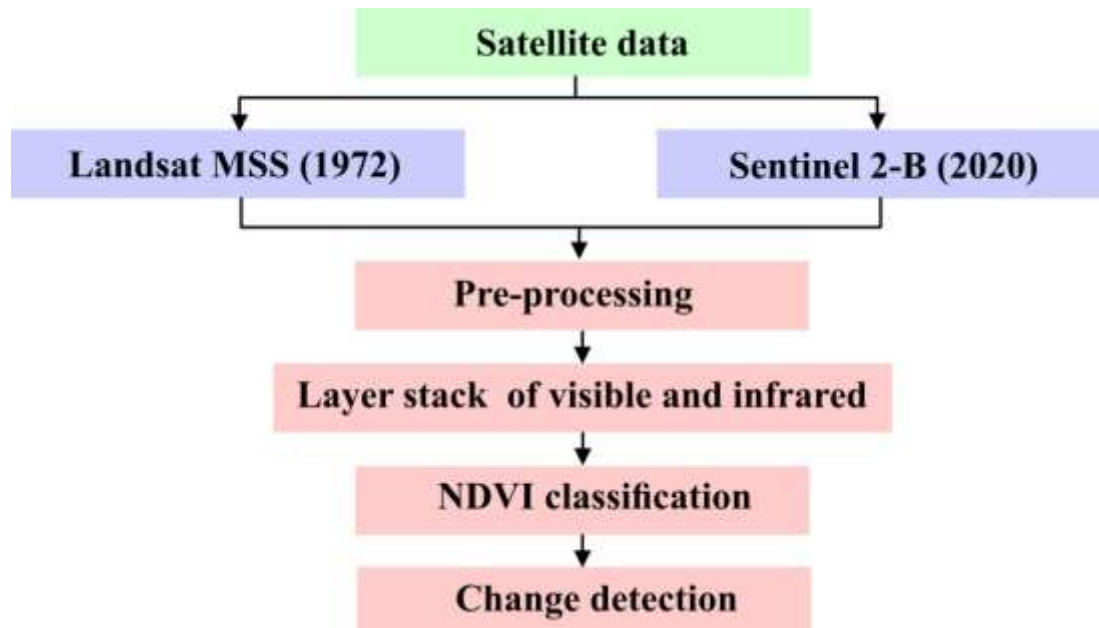 Satellite data
Landsat MSS (1972)
Sentinel 2-B (2020)
Pre-processing
Layer stack of visible and infrared
NDVI classification
Change detection